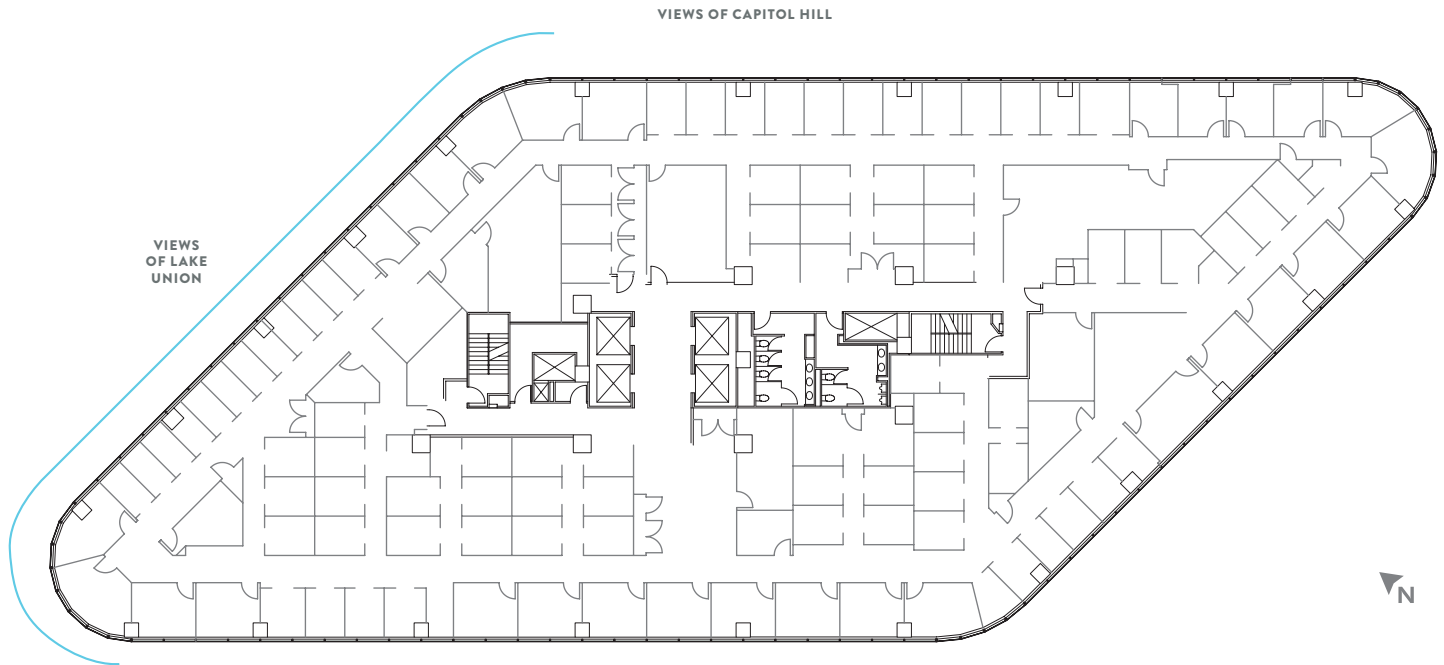 VIEWS OF CAPITOL HILL
VIEWS
OF LAKE
UNION
N